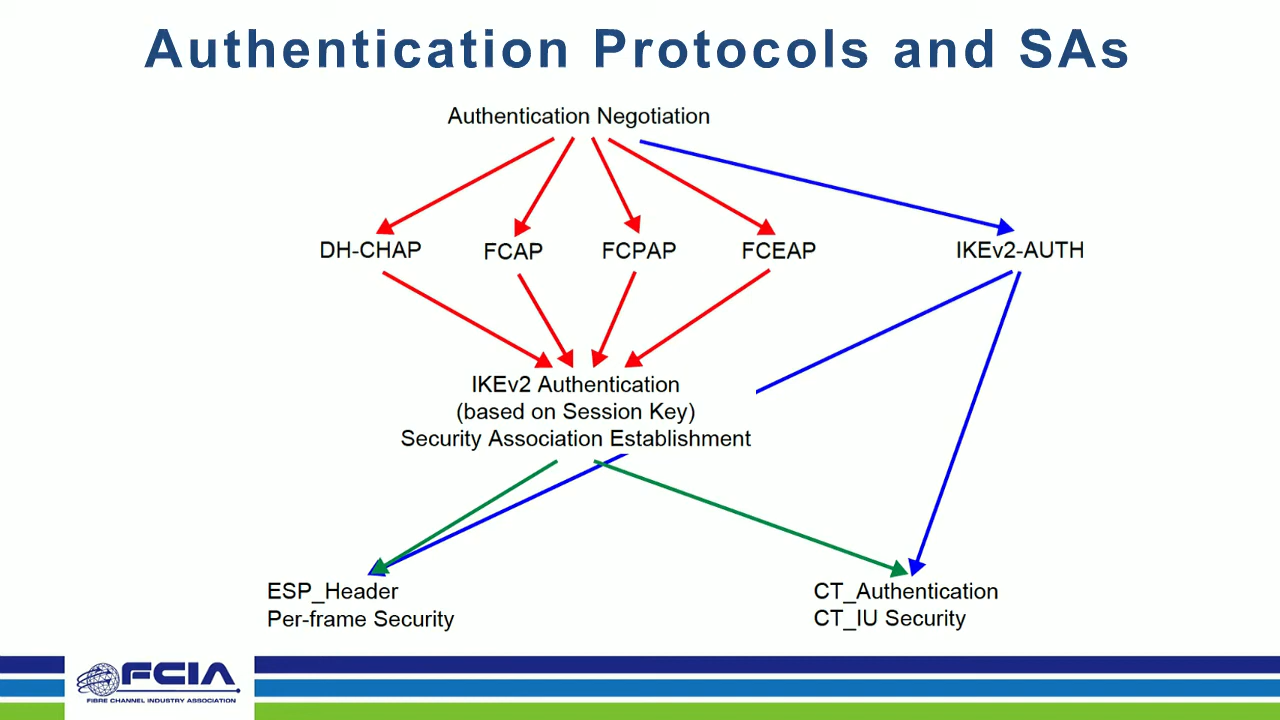 Authentication Protocols and SAs
Authentication Negotiation
DH-CHAP
FCAP
FCPAP
FCEAP
IKEv2-AUTH
IKEv2 Authentication
(based on Session Key)
Security Association Establishment
ESP_Header
Per-frame Security
CT_Authentication
CT_IU Security
FCIA
FIBRE CHANNEL INDUSTRY ASSOCIATION